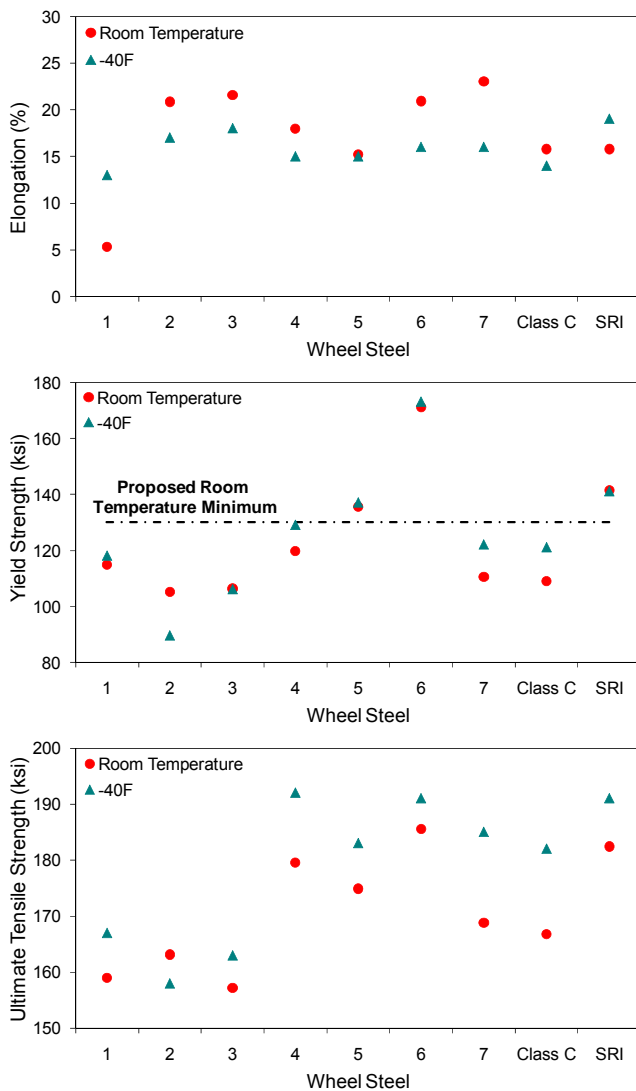 30
25
20
15
10
5
0
Elongation (%)
Room Temperature
-40F
1 2 3 4 5 6 7 Class C SRI
Wheel Steel
180
160
140
120
100
80
Yield Strength (ksi)
Room Temperature
-40F
Proposed Room
Temperature Minimum
1 2 3 4 5 6 7 Class C SRI
Wheel Steel
200
190
180
170
160
150
Ultimate Tensile Strength (ksi)
Room Temperature
-40F
1 2 3 4 5 6 7 Class C SRI
Wheel Steel